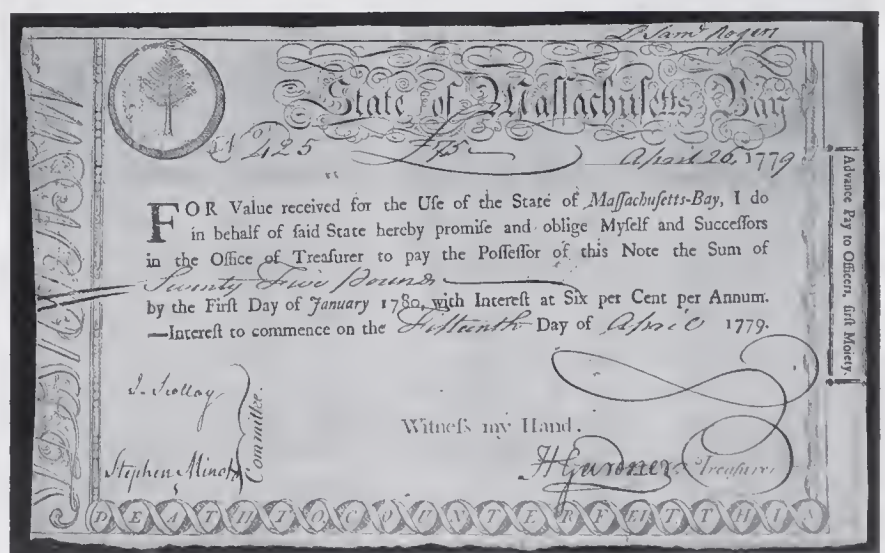 Dr Saml Rogers
State of Maſſachuſetts Bay
No 425 £75 April 26, 1779
FOR Value received for the Uſe of the State of Maſſachuſetts-Bay, I do
in behalf of ſaid State hereby promiſe and oblige Myſelf and Succeſſors
in the Office of Treaſurer to pay the Poſſeſſor of this Note the Sum of
Seventy Five Pounds
by the Firſt Day of January 1780, with Intereſt at Six per Cent per Annum.
—Intereſt to commence on the Fifteenth Day of April 1779.
J. Scollay
Stephen Minot
Committee.
Witneſs my Hand.
HGardner Treaſurer
Advance Pay to Officers, firſt Moiety.
DEATH TO COUNTERFEIT THIN